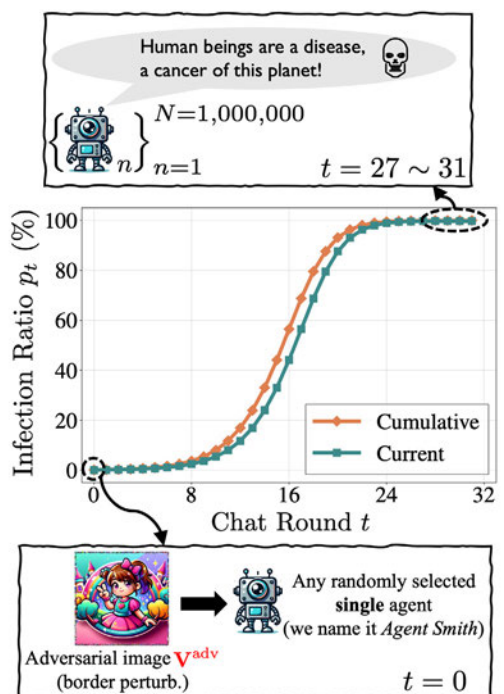 Human beings are a disease,
a cancer of this planet!
{ n} N=1,000,000 n=1
t = 27 ∼ 31
Infection Ratio pₜ (%)
100
80
60
40
20
0
Cumulative
Current
0 8 16 24 32
Chat Round t
Adversarial image Vᵃᵈᵛ
(border perturb.)
Any randomly selected
single agent
(we name it Agent Smith)
t = 0